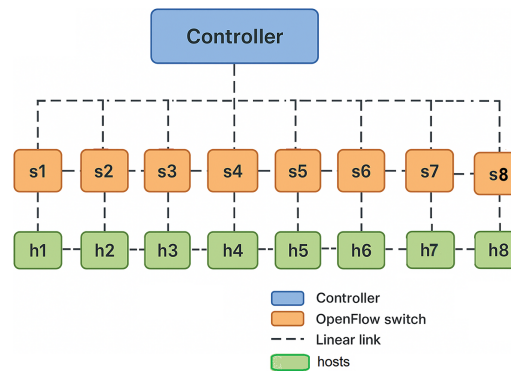 Controller
s1 s2 s3 s4 s5 s6 s7 s8
h1 h2 h3 h4 h5 h6 h7 h8
Controller
OpenFlow switch
Linear link
hosts